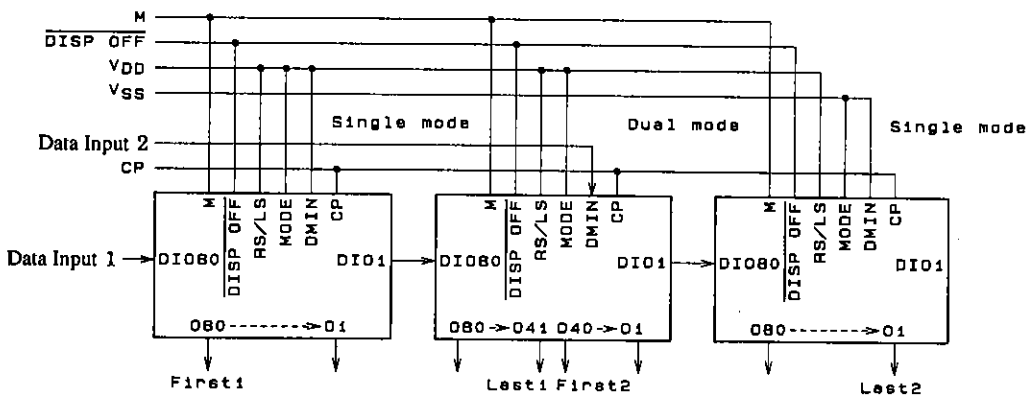 M
DISP OFF
VDD
VSS
Single mode Dual mode Single mode
Data Input 2
CP
M DISP OFF RS/LS MODE DMIN CP
M DISP OFF RS/LS MODE DMIN CP
M DISP OFF RS/LS MODE DMIN CP
Data Input 1 DIO80 DIO1 DIO80 DIO1 DIO80 DIO1
O80 O1 O80 O41 O40 O1 O80 O1
First1 Last1 First2 Last2